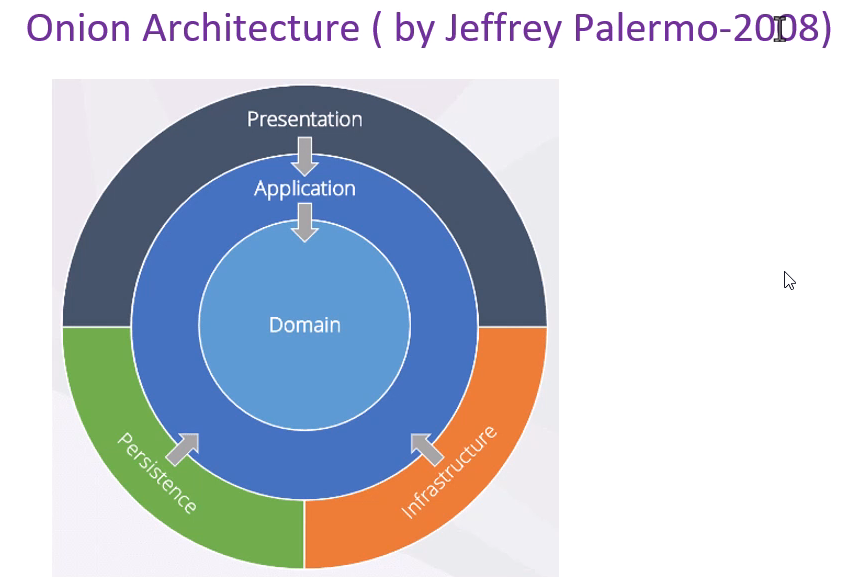 Onion Architecture ( by Jeffrey Palermo-2008)
Presentation
Application
Domain
Persistence
Infrastructure